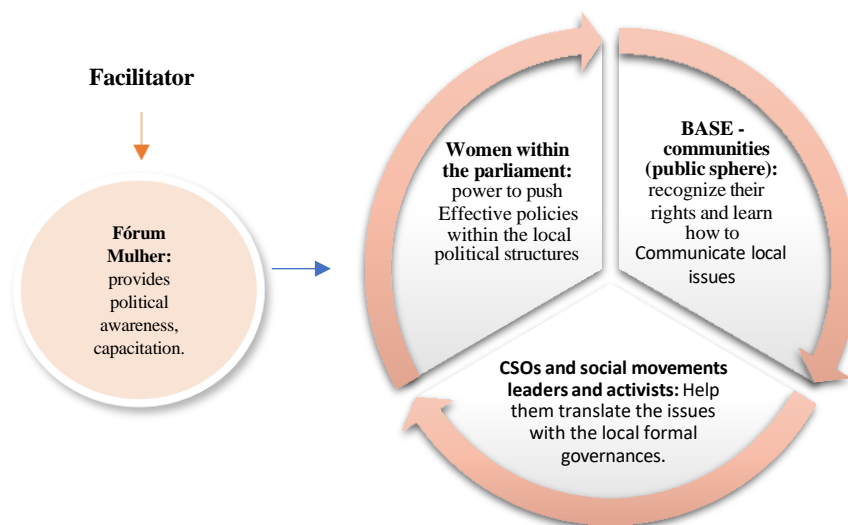 Facilitator
Fórum
Mulher:
provides
political
awareness,
capacitation.
Women within
the parliament:
power to push
Effective policies
within the local
political structures
BASE -
communities
(public sphere):
recognize their
rights and learn
how to
Communicate local
issues
CSOs and social movements
leaders and activists: Help
them translate the issues
with the local formal
governances.